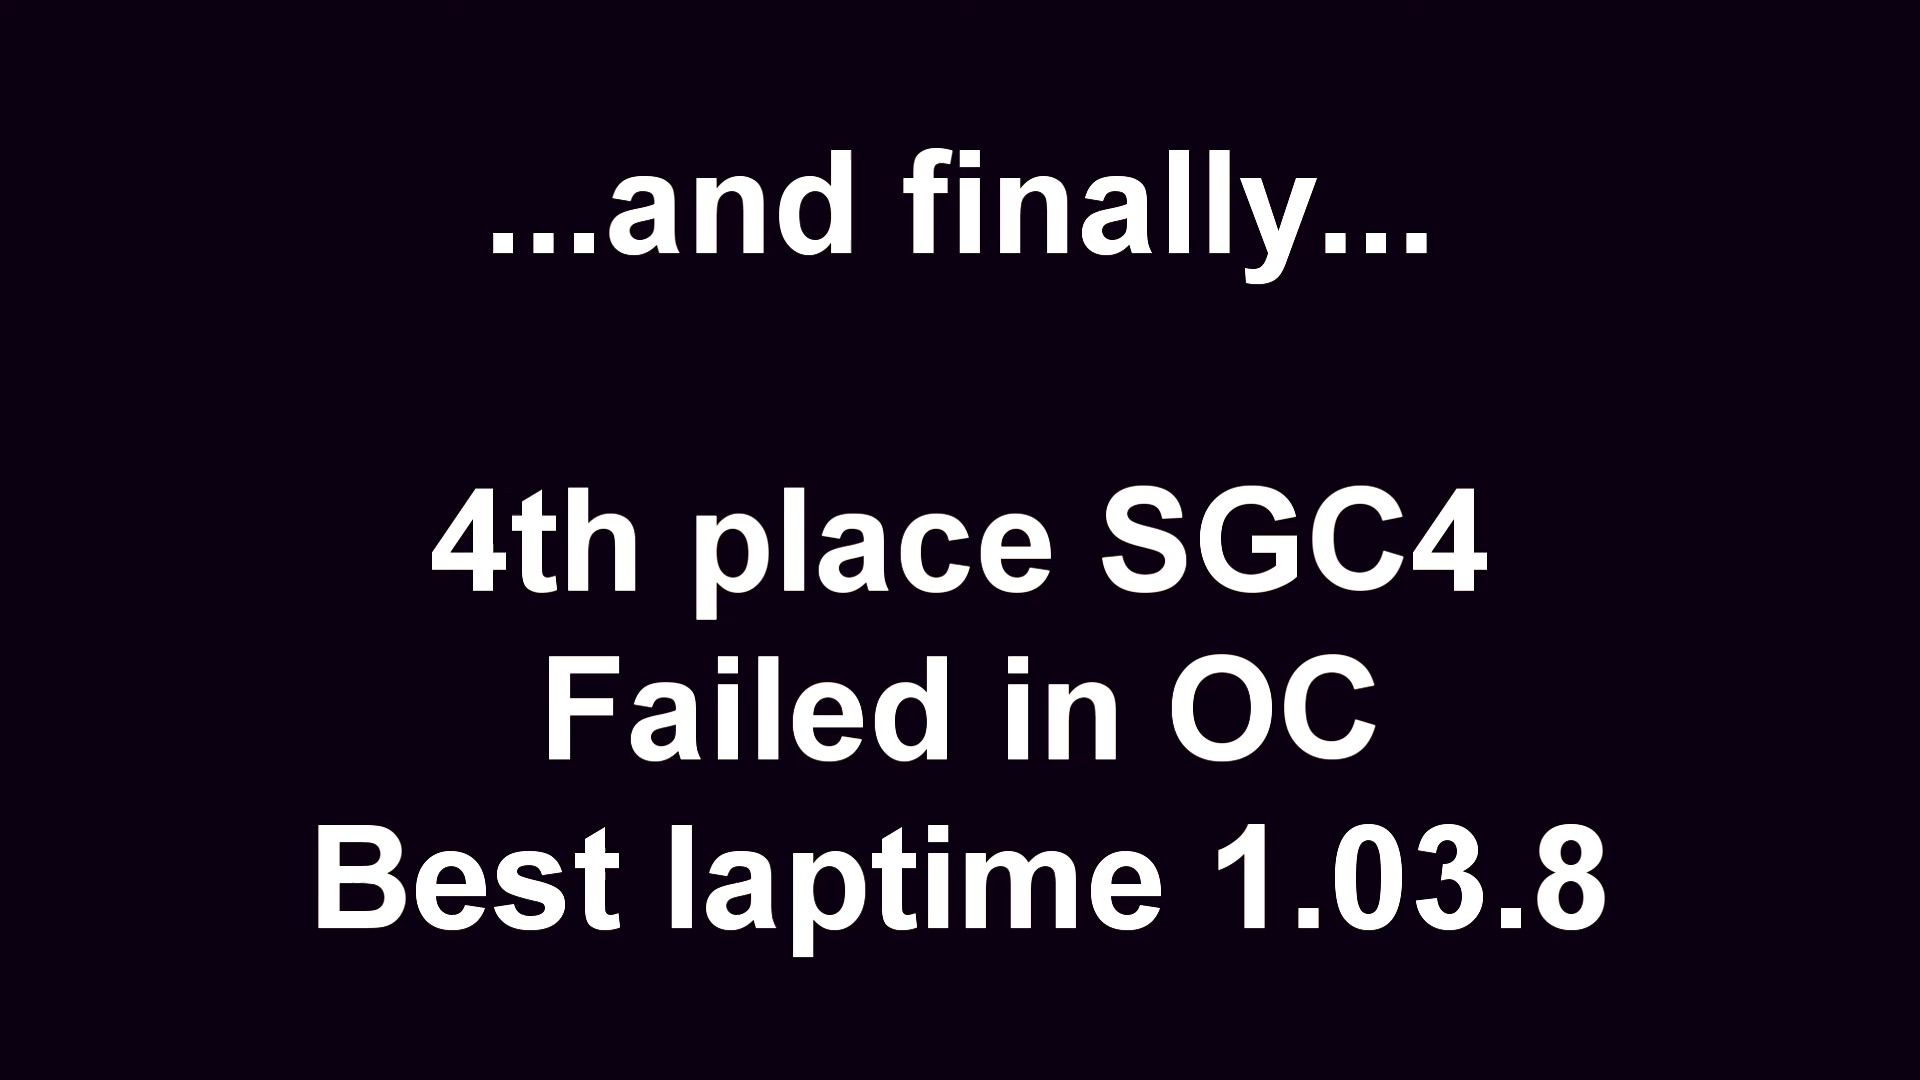 ...and finally...
4th place SGC4
Failed in OC
Best laptime 1.03.8